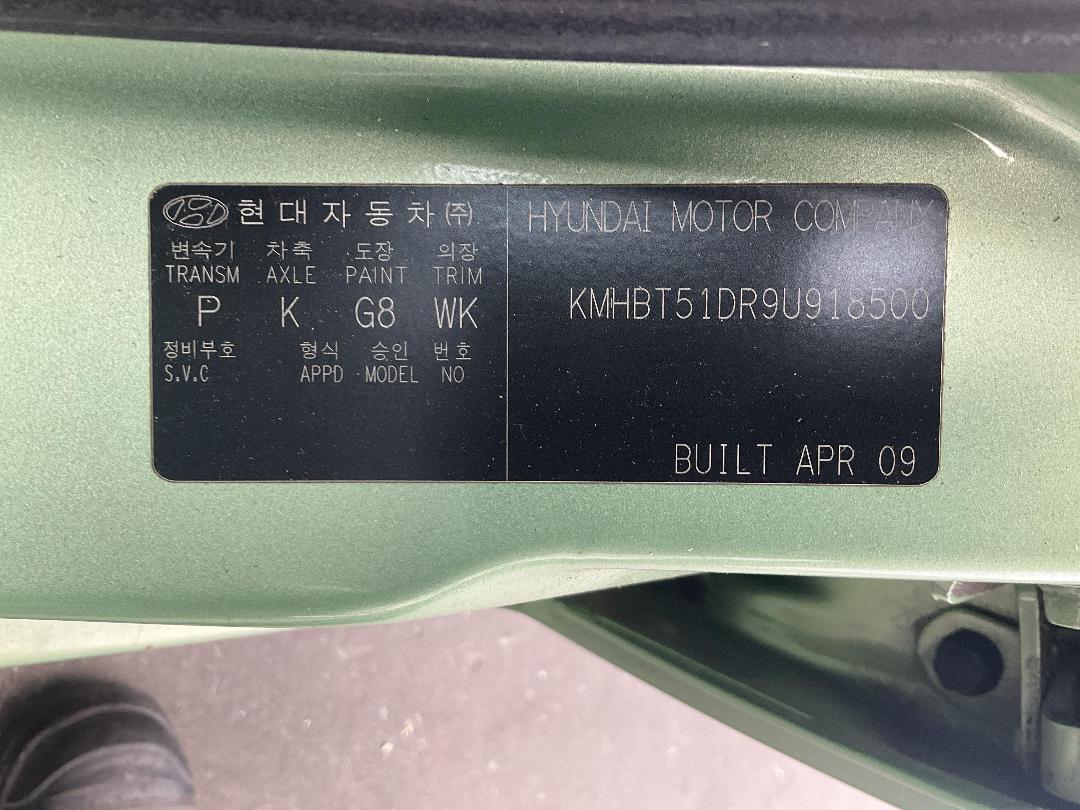 현대자동차(주)
변속기 차축 도장 의장
TRANSM AXLE PAINT TRIM
P K G8 WK
정비부호 형식 승인 번호
S.V.C APPD MODEL NO
HYUNDAI MOTOR COMPANY
KMHBT51DR9U918500
BUILT APR 09